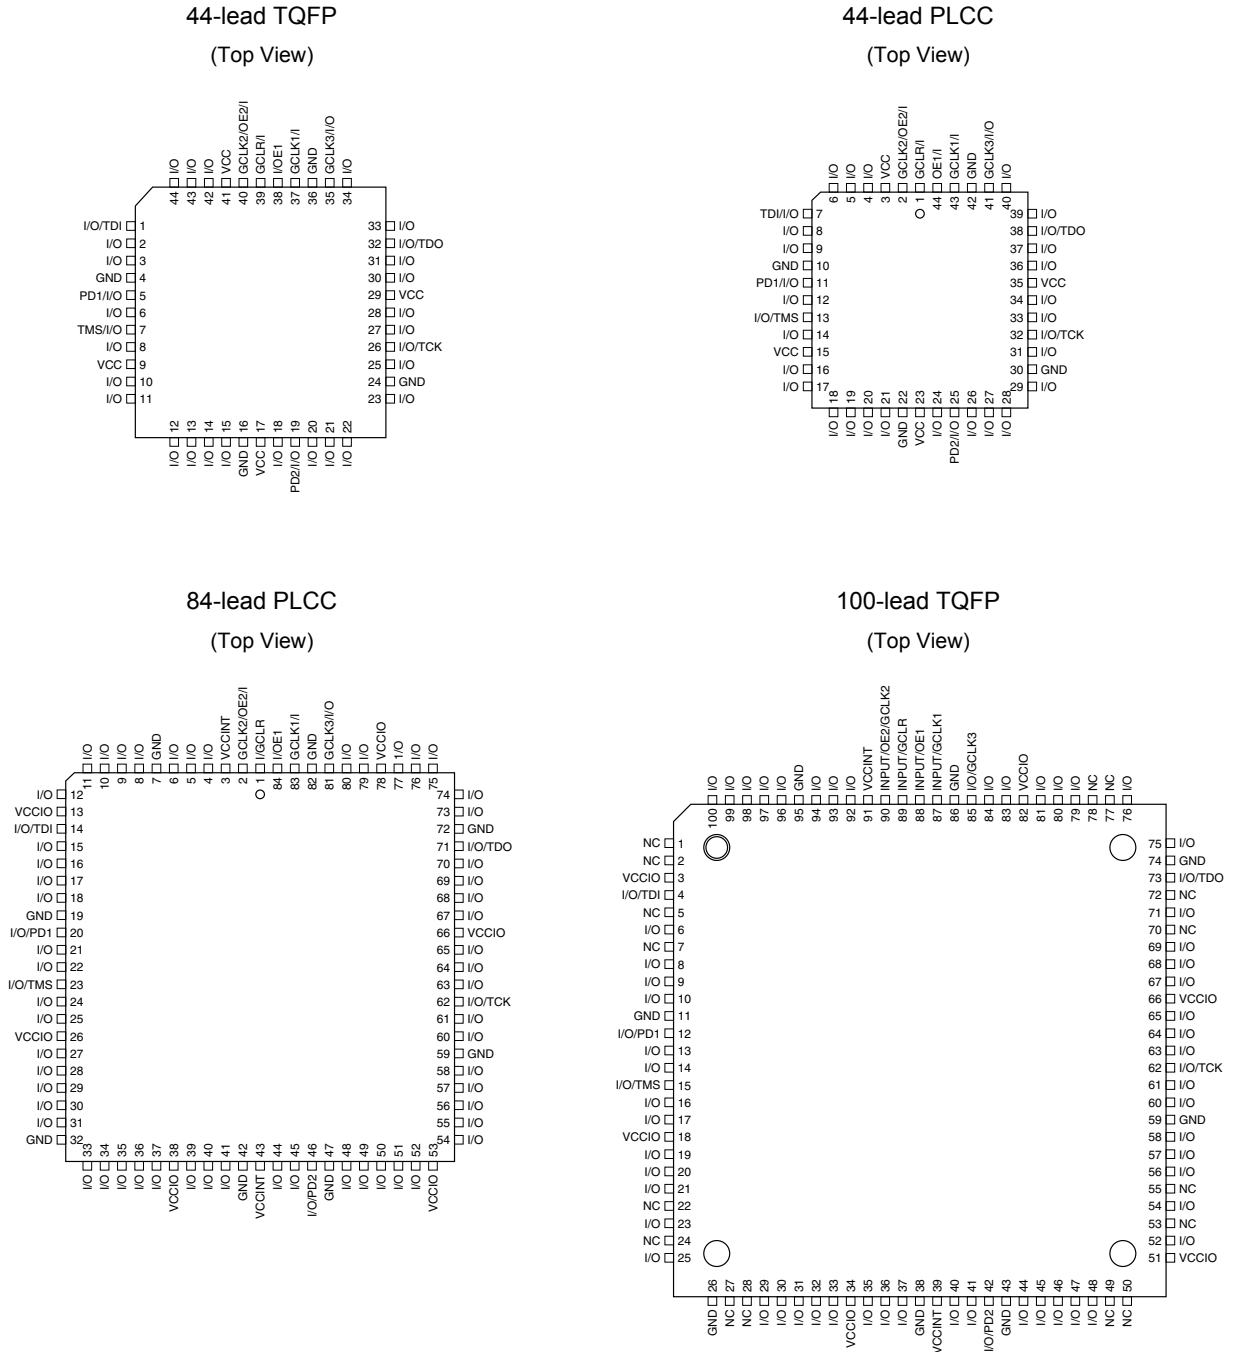 44-lead TQFP
(Top View)
I/O
I/O
I/O
VCC
GCLK2/OE2/I
GCLR/I
I/OE1
GCLK1/I
GND
GCLK3/I/O
I/O
44
43
42
41
40
39
38
37
36
35
34
I/O/TDI 1
I/O 2
I/O 3
GND 4
PD1/I/O 5
I/O 6
TMS/I/O 7
I/O 8
VCC 9
I/O 10
I/O 11
33 I/O
32 I/O/TDO
31 I/O
30 I/O
29 VCC
28 I/O
27 I/O
26 I/O/TCK
25 I/O
24 GND
23 I/O
12
13
14
15
16
17
18
19
20
21
22
I/O
I/O
I/O
I/O
GND
VCC
I/O
PD2/I/O
I/O
I/O
I/O
44-lead PLCC
(Top View)
I/O
I/O
I/O
VCC
GCLK2/OE2/I
GCLR/I
OE1/I
GCLK1/I
GND
GCLK3/I/O
I/O
6
5
4
3
2
1
44
43
42
41
40
TDI/I/O 7
I/O 8
I/O 9
GND 10
PD1/I/O 11
I/O 12
I/O/TMS 13
I/O 14
VCC 15
I/O 16
I/O 17
39 I/O
38 I/O/TDO
37 I/O
36 I/O
35 VCC
34 I/O
33 I/O
32 I/O/TCK
31 I/O
30 GND
29 I/O
18
19
20
21
22
23
24
25
26
27
28
I/O
I/O
I/O
I/O
GND
VCC
I/O
PD2/I/O
I/O
I/O
I/O
84-lead PLCC
(Top View)
I/O
I/O
I/O
I/O
GND
I/O
I/O
I/O
VCCINT
GCLK2/OE2/I
I/GCLR
I/OE1
GCLK1/I
GND
GCLK3/I/O
I/O
I/O
VCCIO
1/O
I/O
I/O
11
10
9
8
7
6
5
4
3
2
1
84
83
82
81
80
79
78
77
76
75
I/O 12
VCCIO 13
I/O/TDI 14
I/O 15
I/O 16
I/O 17
I/O 18
GND 19
I/O/PD1 20
I/O 21
I/O 22
I/O/TMS 23
I/O 24
I/O 25
VCCIO 26
I/O 27
I/O 28
I/O 29
I/O 30
I/O 31
GND 32
74 I/O
73 I/O
72 GND
71 I/O/TDO
70 I/O
69 I/O
68 I/O
67 I/O
66 VCCIO
65 I/O
64 I/O
63 I/O
62 I/O/TCK
61 I/O
60 I/O
59 GND
58 I/O
57 I/O
56 I/O
55 I/O
54 I/O
33
34
35
36
37
38
39
40
41
42
43
44
45
46
47
48
49
50
51
52
53
I/O
I/O
I/O
I/O
I/O
VCCIO
I/O
I/O
I/O
GND
VCCINT
I/O
I/O
I/O/PD2
GND
I/O
I/O
I/O
I/O
I/O
VCCIO
100-lead TQFP
(Top View)
I/O
I/O
I/O
I/O
I/O
GND
I/O
I/O
I/O
VCCINT
INPUT/OE2/GCLK2
INPUT/GCLR
INPUT/OE1
INPUT/GCLK1
GND
I/O/GCLK3
I/O
I/O
VCCIO
I/O
I/O
I/O
NC
NC
I/O
100
99
98
97
96
95
94
93
92
91
90
89
88
87
86
85
84
83
82
81
80
79
78
77
76
NC 1
NC 2
VCCIO 3
I/O/TDI 4
NC 5
I/O 6
NC 7
I/O 8
I/O 9
I/O 10
GND 11
I/O/PD1 12
I/O 13
I/O 14
I/O/TMS 15
I/O 16
I/O 17
VCCIO 18
I/O 19
I/O 20
I/O 21
NC 22
I/O 23
NC 24
I/O 25
75 I/O
74 GND
73 I/O/TDO
72 NC
71 I/O
70 NC
69 I/O
68 I/O
67 I/O
66 VCCIO
65 I/O
64 I/O
63 I/O
62 I/O/TCK
61 I/O
60 I/O
59 GND
58 I/O
57 I/O
56 I/O
55 NC
54 I/O
53 NC
52 I/O
51 VCCIO
26
27
28
29
30
31
32
33
34
35
36
37
38
39
40
41
42
43
44
45
46
47
48
49
50
GND
NC
NC
I/O
I/O
I/O
I/O
I/O
VCCIO
I/O
I/O
I/O
GND
VCCINT
I/O
I/O
I/O/PD2
GND
I/O
I/O
I/O
I/O
I/O
NC
NC